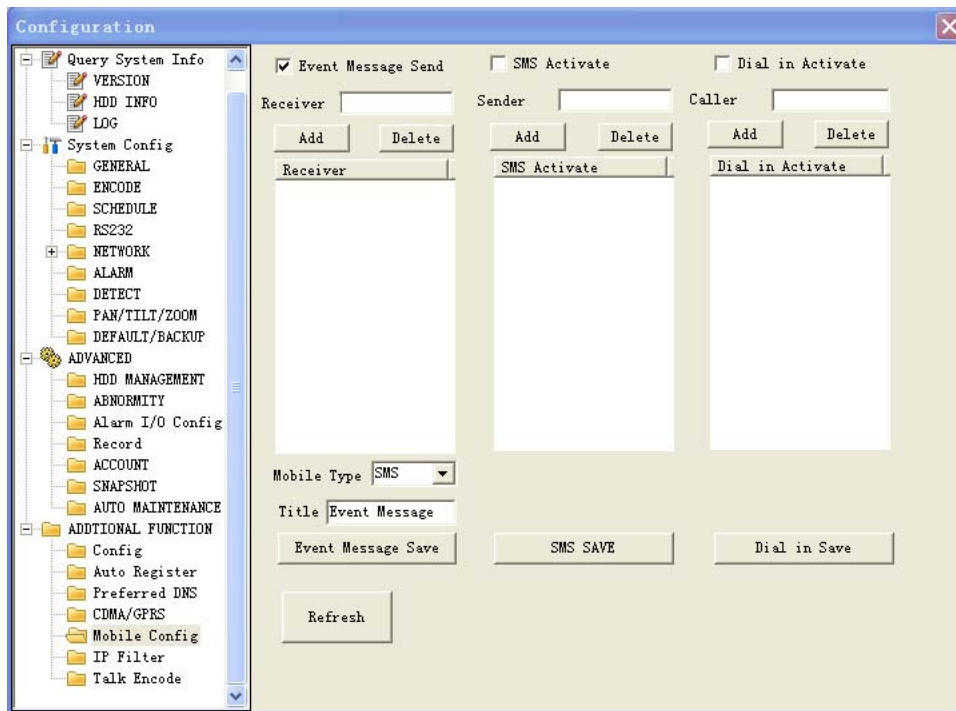 Configuration
Query System Info
VERSION
HDD INFO
LOG
System Config
GENERAL
ENCODE
SCHEDULE
RS232
NETWORK
ALARM
DETECT
PAN/TILT/ZOOM
DEFAULT/BACKUP
ADVANCED
HDD MANAGEMENT
ABNORMITY
Alarm I/O Config
Record
ACCOUNT
SNAPSHOT
AUTO MAINTENANCE
ADDTIONAL FUNCTION
Config
Auto Register
Preferred DNS
CDMA/GPRS
Mobile Config
IP Filter
Talk Encode
Event Message Send
Receiver
Add Delete
Receiver
Mobile Type SMS
Title Event Message
Event Message Save
Refresh
SMS Activate
Sender
Add Delete
SMS Activate
SMS SAVE
Dial in Activate
Caller
Add Delete
Dial in Activate
Dial in Save